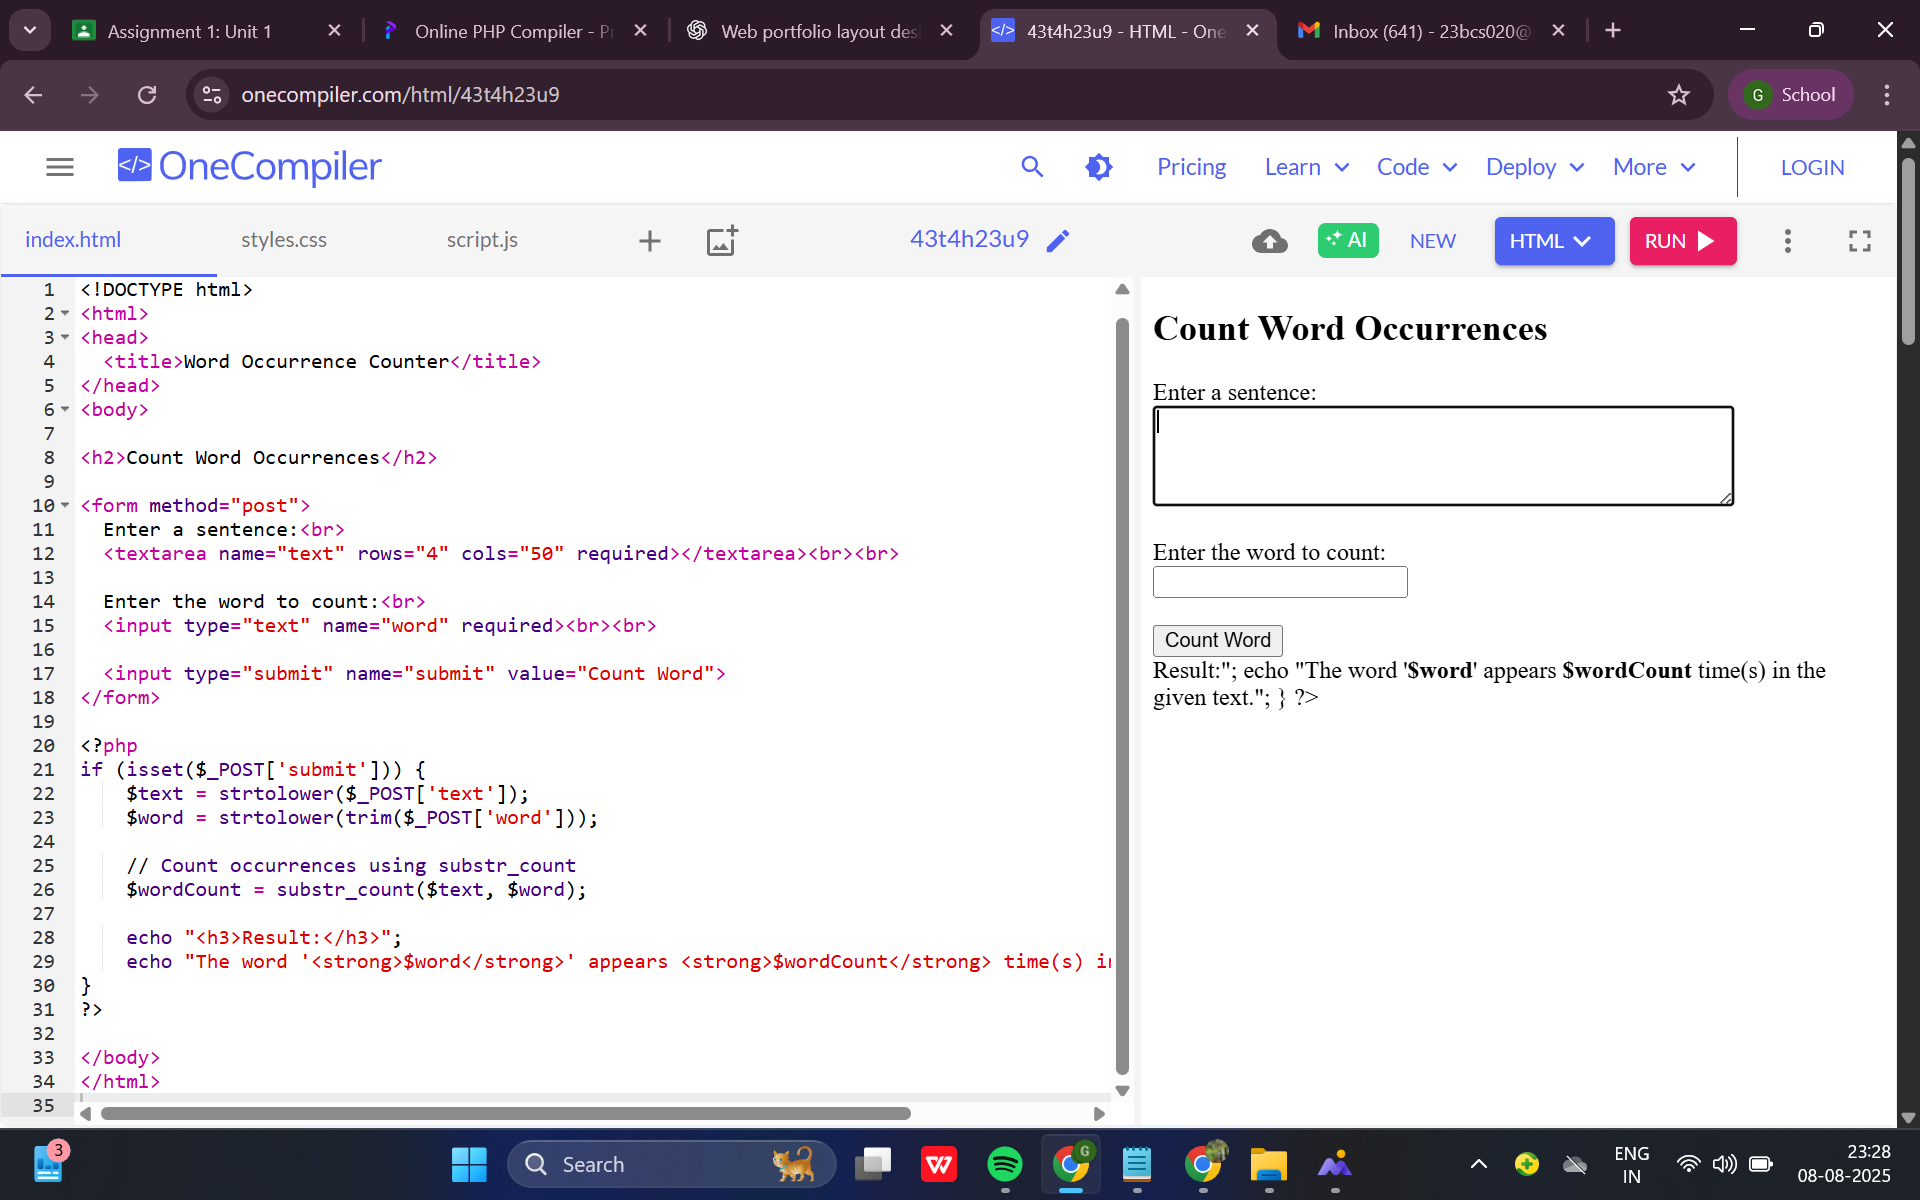 Assignment 1: Unit 1
Online PHP Compiler - Pr
Web portfolio layout desi
43t4h23u9 - HTML - One
Inbox (641) - 23bcs020@
onecompiler.com/html/43t4h23u9
G School
</> OneCompiler
Pricing
Learn
Code
Deploy
More
LOGIN
index.html
styles.css
script.js
43t4h23u9
AI
NEW
HTML
RUN
1 <!DOCTYPE html>
2 <html>
3 <head>
4 <title>Word Occurrence Counter</title>
5 </head>
6 <body>
7
8 <h2>Count Word Occurrences</h2>
9
10 <form method="post">
11 Enter a sentence:<br>
12 <textarea name="text" rows="4" cols="50" required></textarea><br><br>
13
14 Enter the word to count:<br>
15 <input type="text" name="word" required><br><br>
16
17 <input type="submit" name="submit" value="Count Word">
18 </form>
19
20 <?php
21 if (isset($_POST['submit'])) {
22 $text = strtolower($_POST['text']);
23 $word = strtolower(trim($_POST['word']));
24
25 // Count occurrences using substr_count
26 $wordCount = substr_count($text, $word);
27
28 echo "<h3>Result:</h3>";
29 echo "The word '<strong>$word</strong>' appears <strong>$wordCount</strong> time(s) in
30 }
31 ?>
32
33 </body>
34 </html>
35
Count Word Occurrences
Enter a sentence:
Enter the word to count:
Count Word
Result:"; echo "The word '$word' appears $wordCount time(s) in the
given text."; } ?>
3
Search
W
G
ENG
IN
23:28
08-08-2025